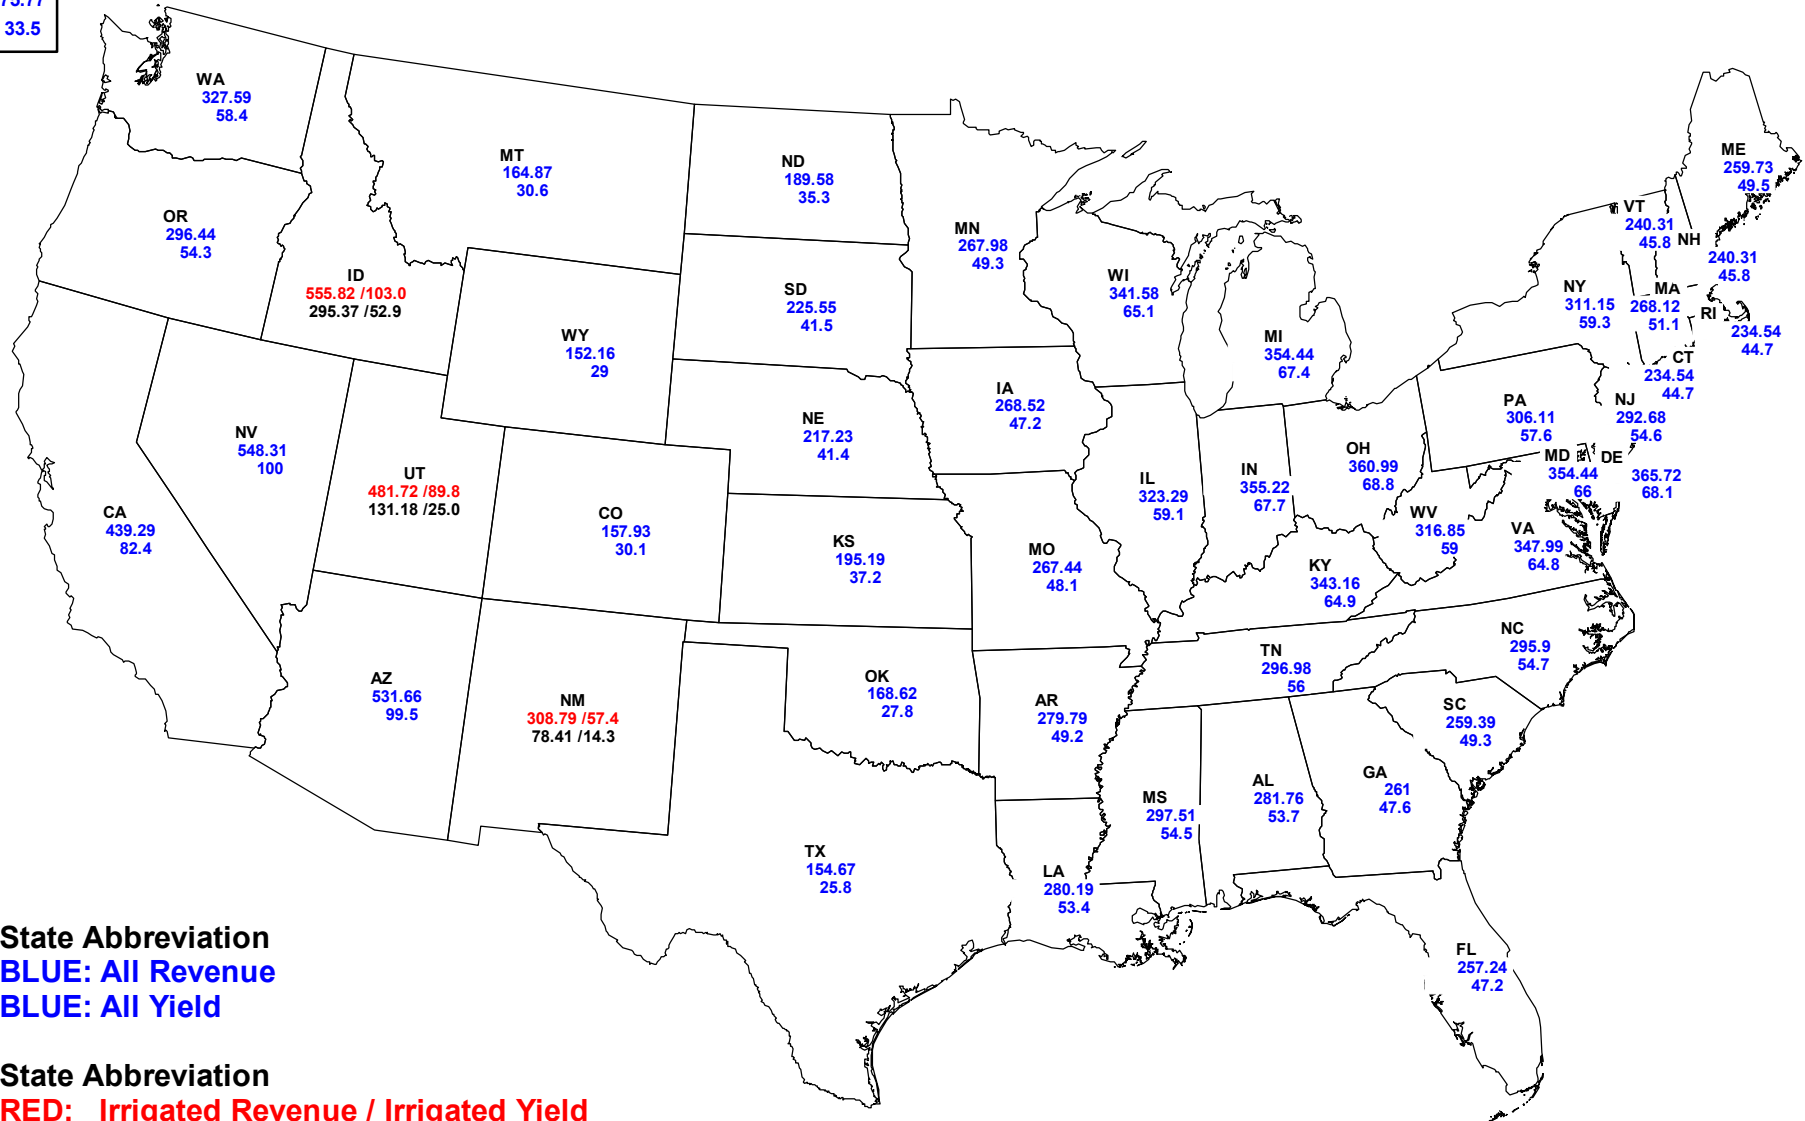 33.5
WA
327.59
58.4
MT
164.87
30.6
ND
189.58
35.3
ME
259.73
49.5
OR
296.44
54.3
MN
267.98
49.3
VT
240.31
45.8
NH
240.31
45.8
ID
555.82 /103.0
295.37 /52.9
SD
225.55
41.5
WI
341.58
65.1
NY
311.15
59.3
MA
268.12
51.1
RI
234.54
44.7
WY
152.16
29
MI
354.44
67.4
CT
234.54
44.7
IA
268.52
47.2
PA
306.11
57.6
NJ
292.68
54.6
NV
548.31
100
NE
217.23
41.4
OH
360.99
68.8
MD
354.44
66
DE
365.72
68.1
UT
481.72 /89.8
131.18 /25.0
IL
323.29
59.1
IN
355.22
67.7
CA
439.29
82.4
CO
157.93
30.1
KS
195.19
37.2
MO
267.44
48.1
WV
316.85
59
VA
347.99
64.8
KY
343.16
64.9
NC
295.9
54.7
TN
296.98
56
AZ
531.66
99.5
NM
308.79 /57.4
78.41 /14.3
OK
168.62
27.8
AR
279.79
49.2
SC
259.39
49.3
MS
297.51
54.5
AL
281.76
53.7
GA
261
47.6
TX
154.67
25.8
LA
280.19
53.4
FL
257.24
47.2
State Abbreviation
BLUE: All Revenue
BLUE: All Yield
State Abbreviation
RED: Irrigated Revenue / Irrigated Yield